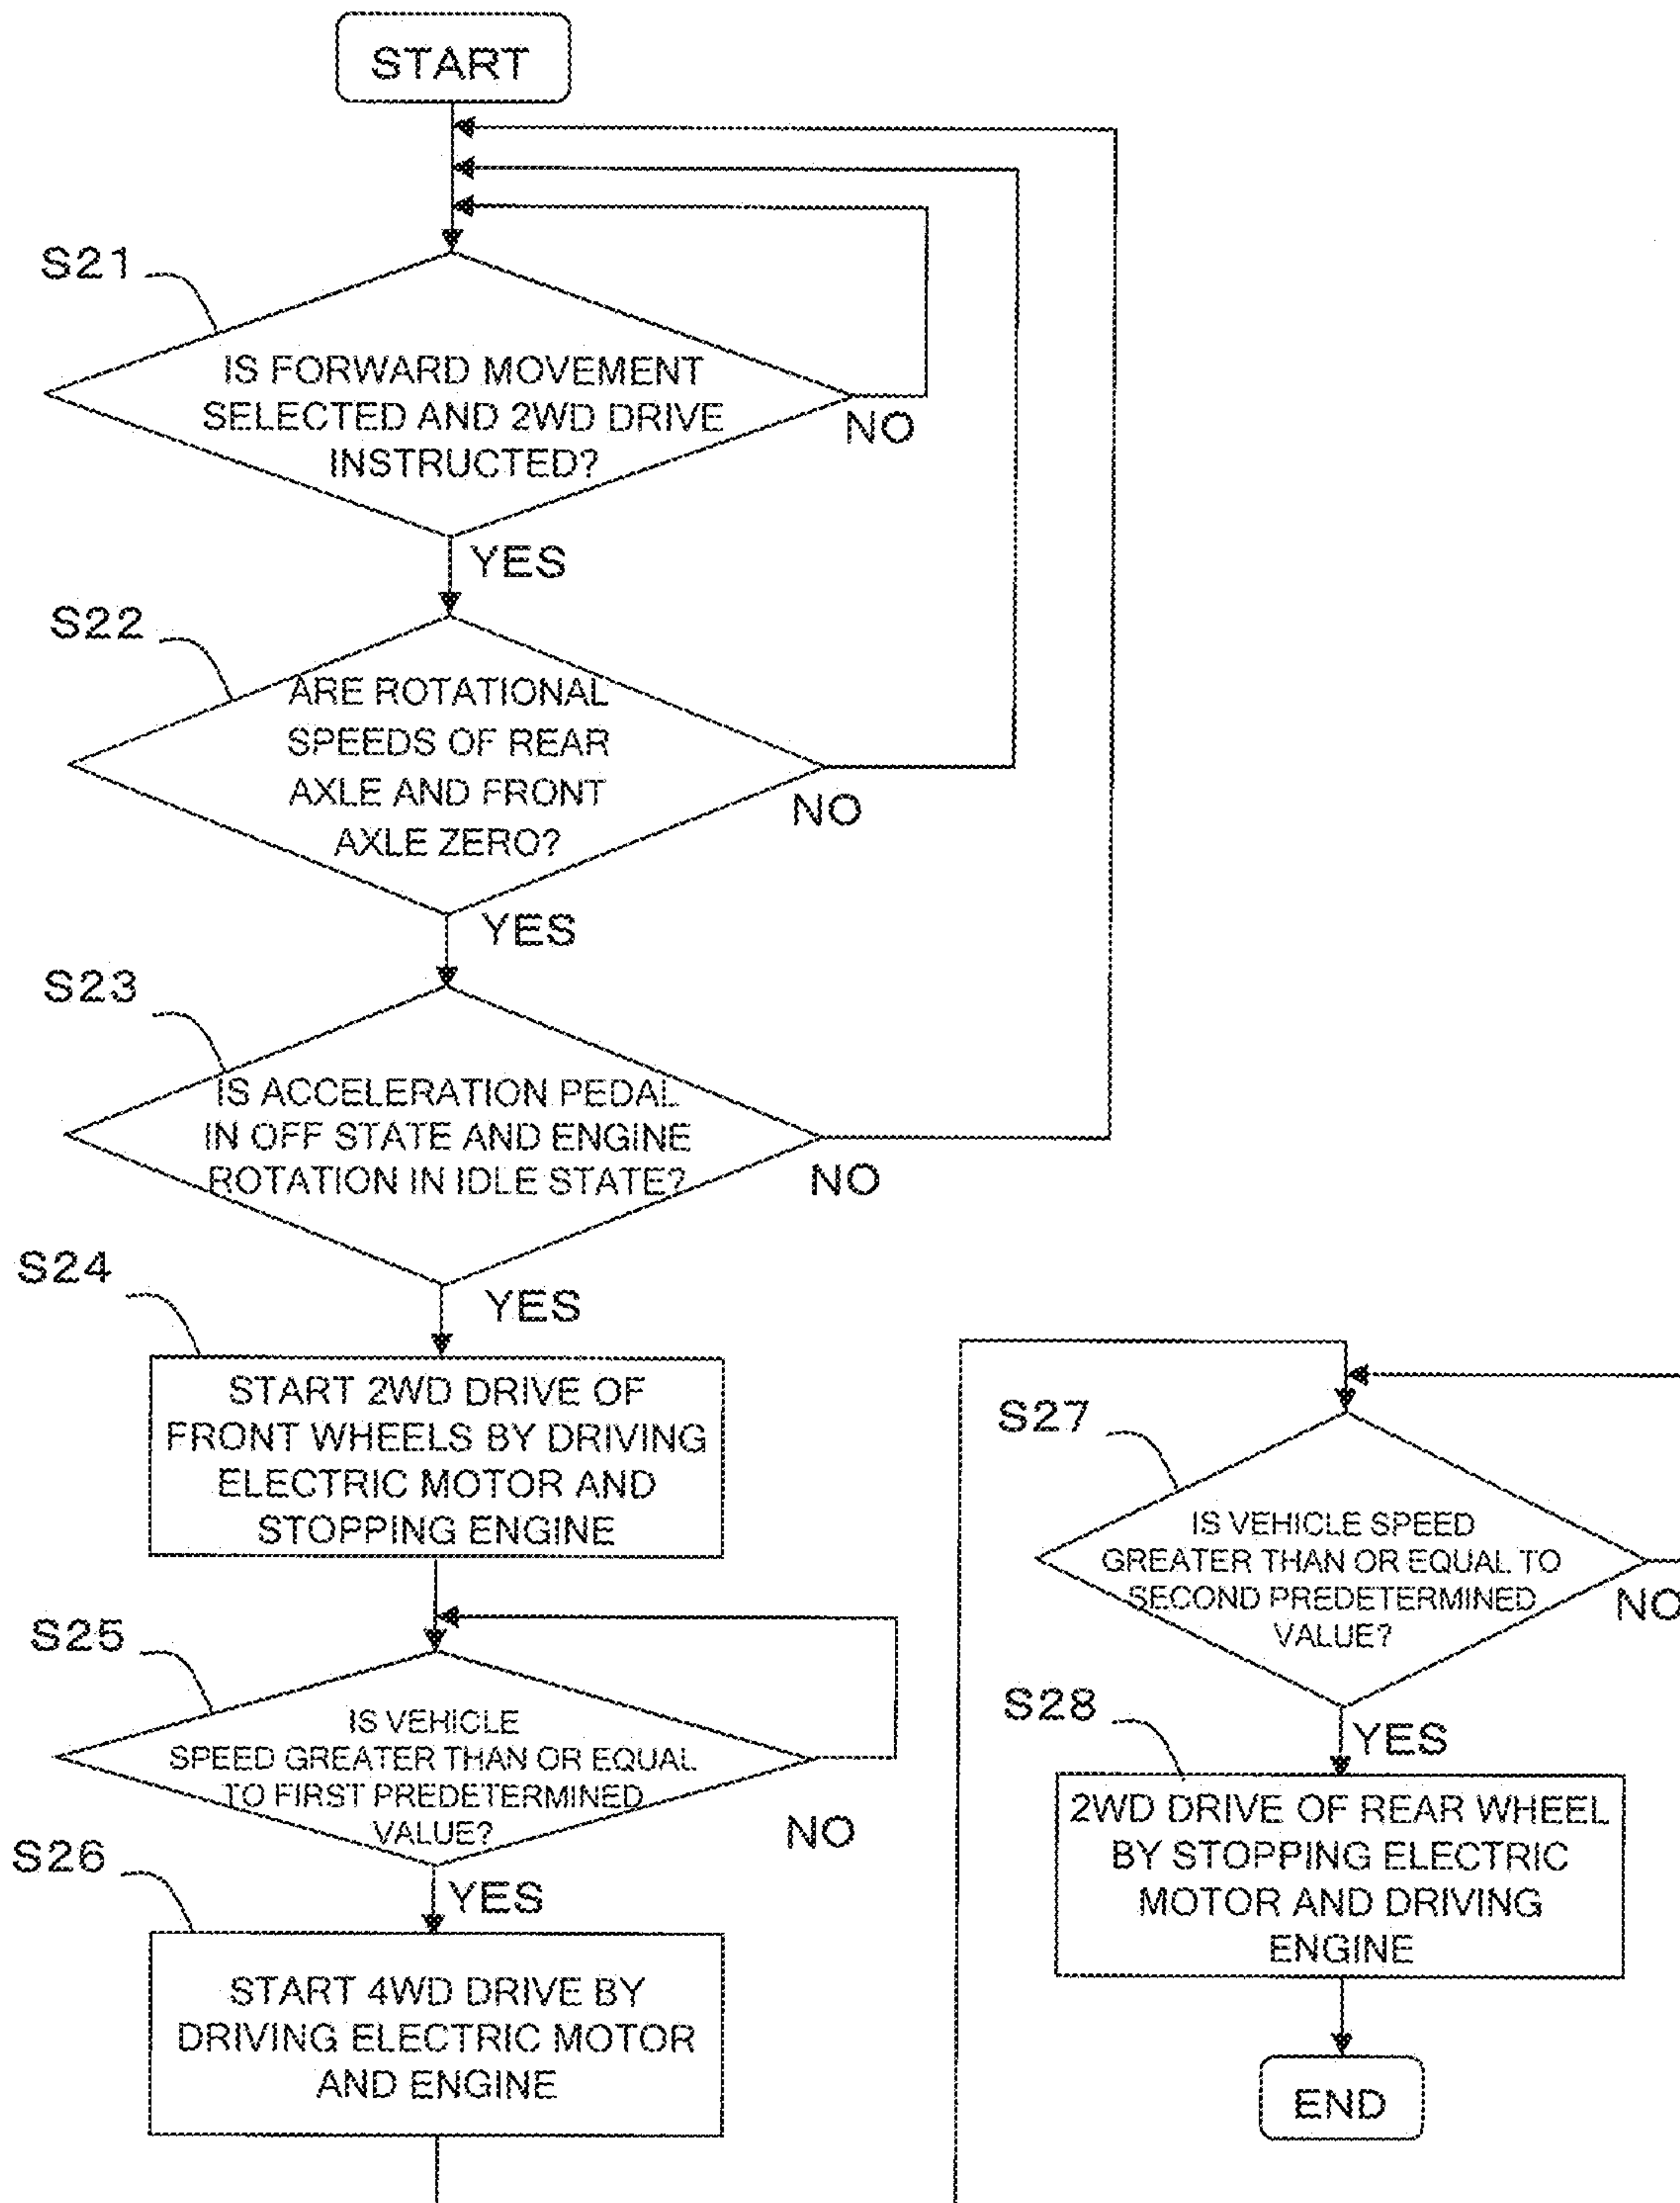 START
S21
IS FORWARD MOVEMENT
SELECTED AND 2WD DRIVE
INSTRUCTED?
NO
YES
S22
ARE ROTATIONAL
SPEEDS OF REAR
AXLE AND FRONT
AXLE ZERO?
NO
YES
S23
IS ACCELERATION PEDAL
IN OFF STATE AND ENGINE
ROTATION IN IDLE STATE?
NO
YES
S24
START 2WD DRIVE OF
FRONT WHEELS BY DRIVING
ELECTRIC MOTOR AND
STOPPING ENGINE
S25
IS VEHICLE
SPEED GREATER THAN OR EQUAL
TO FIRST PREDETERMINED
VALUE?
NO
YES
S26
START 4WD DRIVE BY
DRIVING ELECTRIC MOTOR
AND ENGINE
S27
IS VEHICLE SPEED
GREATER THAN OR EQUAL TO
SECOND PREDETERMINED
VALUE?
NO
YES
S28
2WD DRIVE OF REAR WHEEL
BY STOPPING ELECTRIC
MOTOR AND DRIVING
ENGINE
END